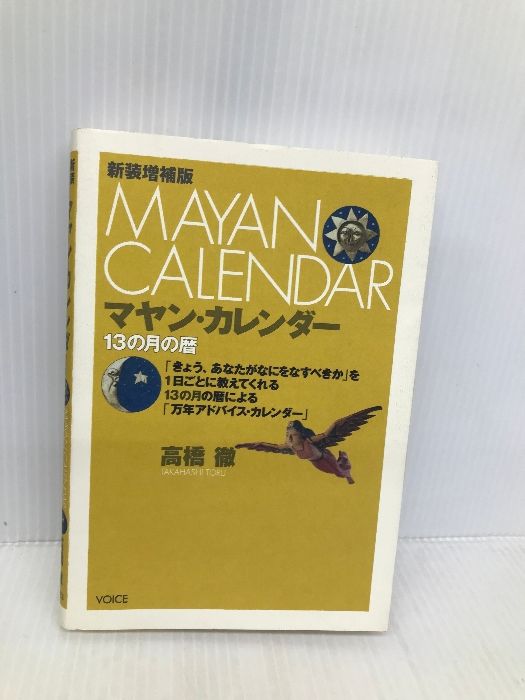 新装増補版
MAYAN
CALENDAR
マヤン・カレンダー
13の月の暦
「きょう、あなたがなにをなすべきか」を
1日ごとに教えてくれる
13の月の暦による
「万年アドバイス・カレンダー」
高橋 徹
TAKAHASHI TORU
VOICE